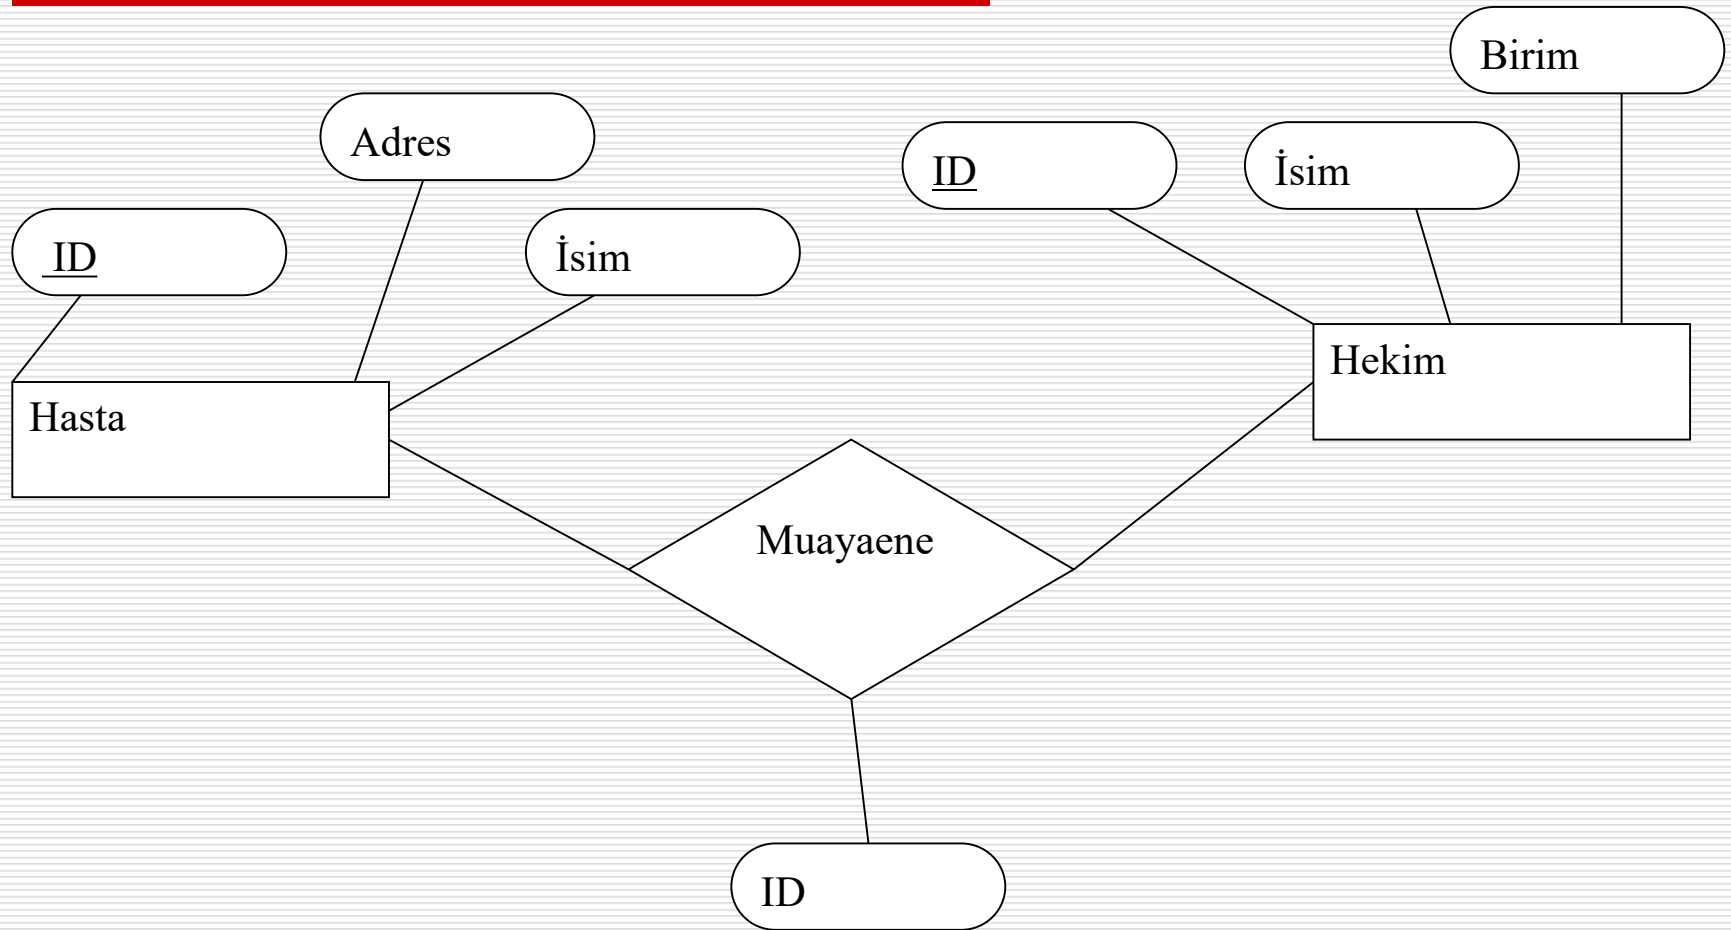 Birim
Adres
ID
İsim
ID
İsim
Hekim
Hasta
Muayaene
ID